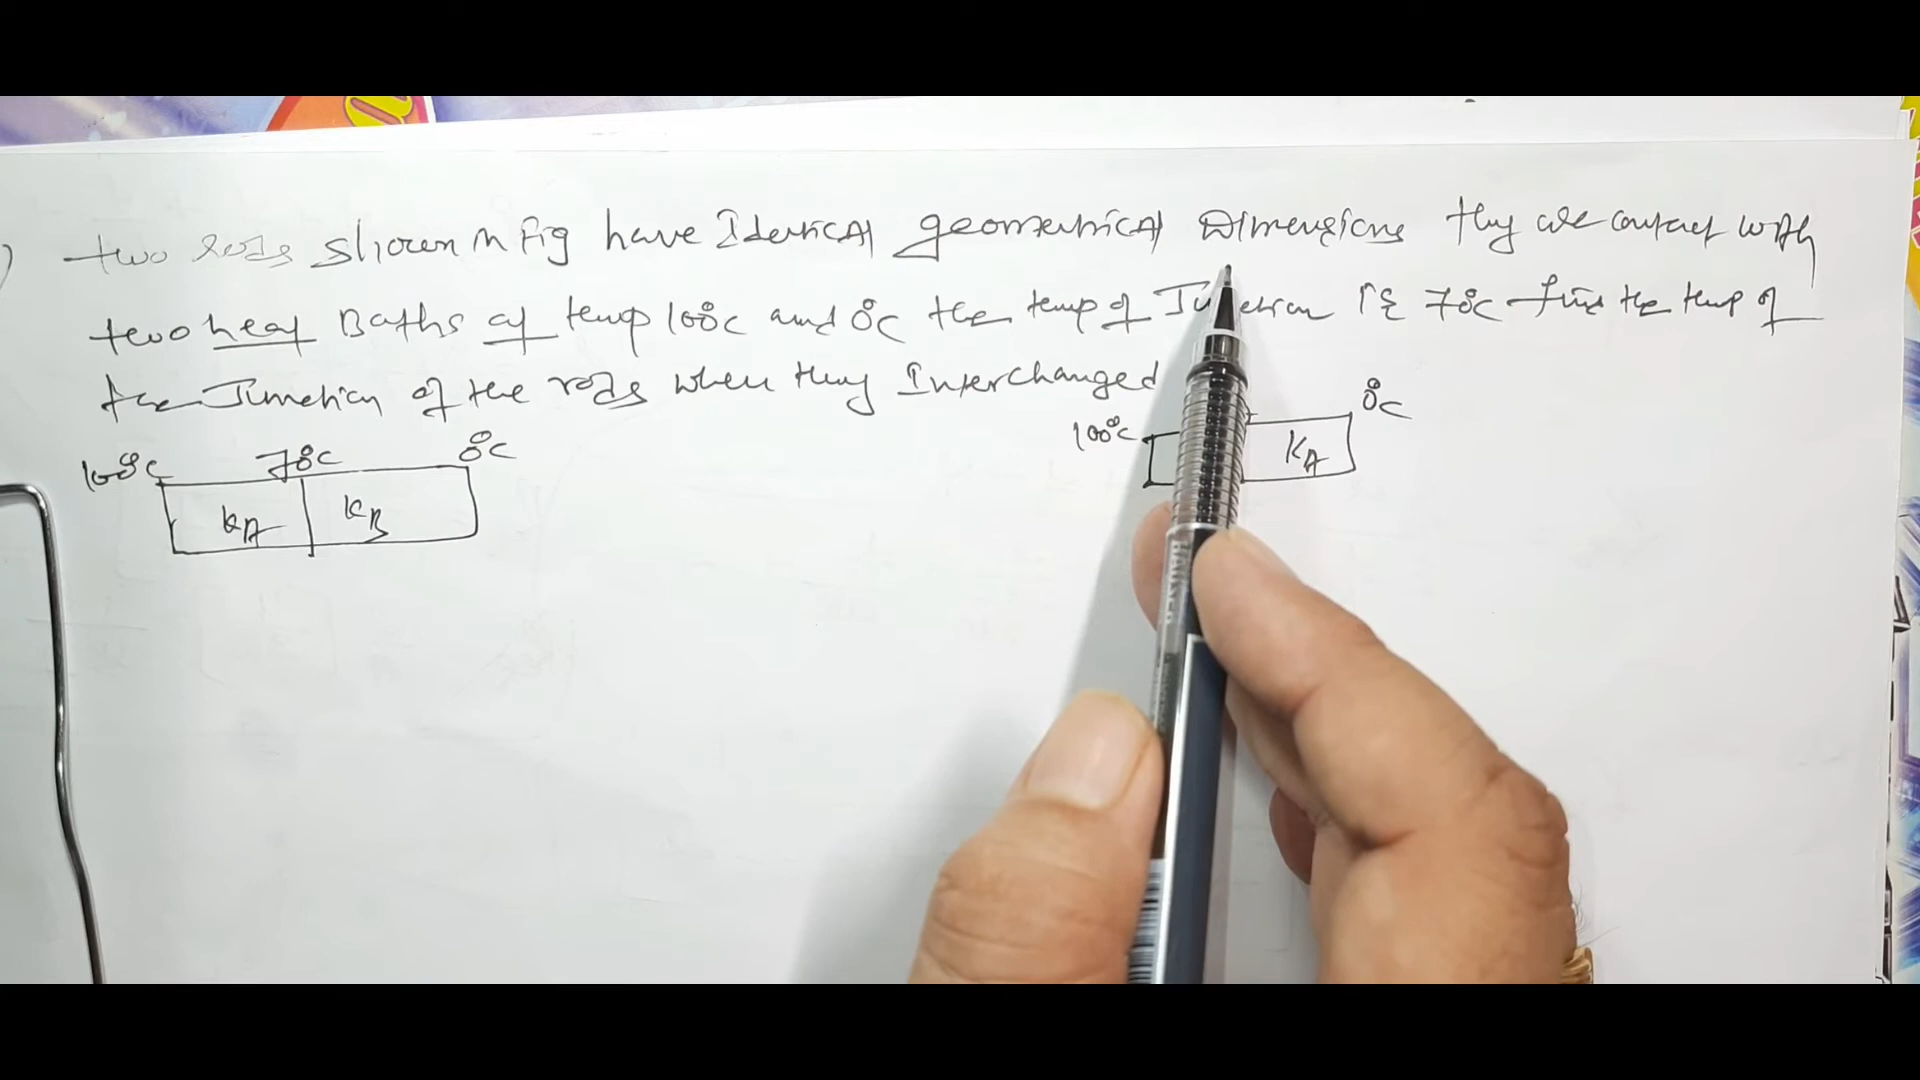 two rods shown in fig have Identical geometrical Dimensions they are contact with
two heat Baths at temp 100°C and 0°C the temp of Junction is 70°C find the temp of
the Junction of the rods when they Interchanged
100°C 70°C 0°C
KA KB
100°C 0°C
KA